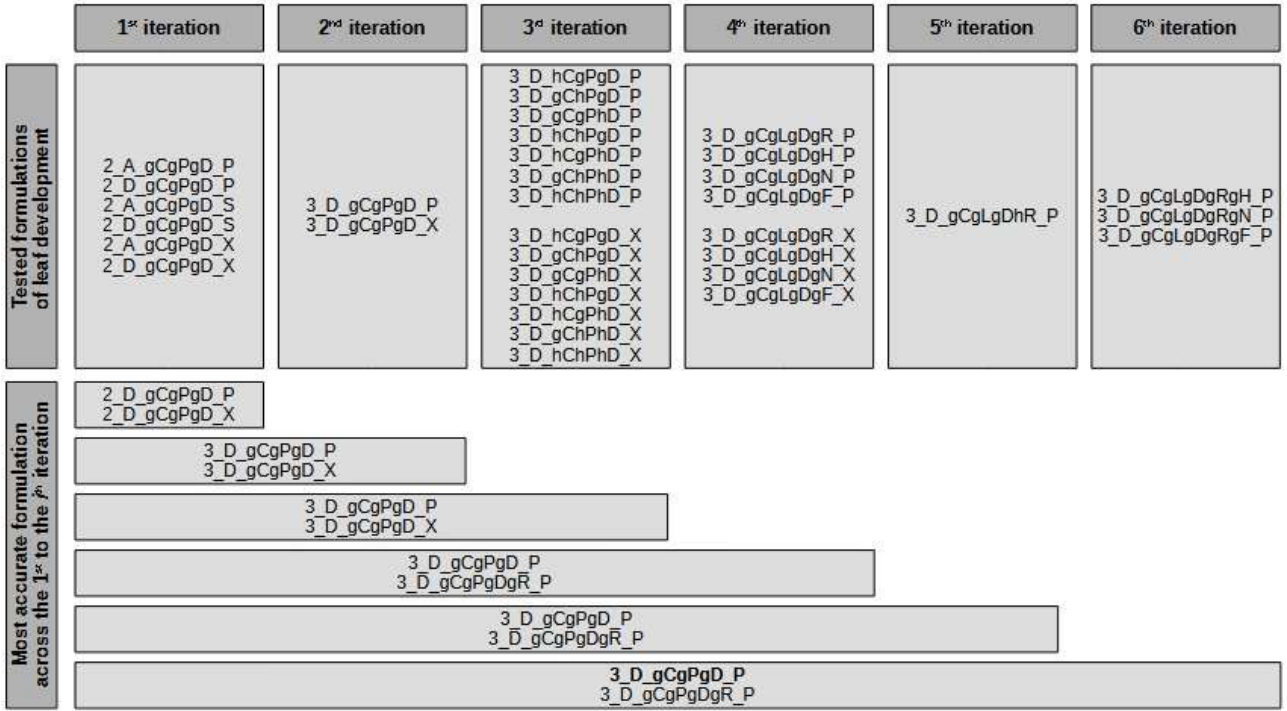 1st iteration
2nd iteration
3rd iteration
4th iteration
5th iteration
6th iteration
Tested formulations
of leaf development
2_A_gCgPgD_P
2_D_gCgPgD_P
2_A_gCgPgD_S
2_D_gCgPgD_S
2_A_gCgPgD_X
2_D_gCgPgD_X
3_D_gCgPgD_P
3_D_gCgPgD_X
3_D_hCgPgD_P
3_D_gChPgD_P
3_D_gCgPhD_P
3_D_hChPgD_P
3_D_hCgPhD_P
3_D_gChPhD_P
3_D_hChPhD_P
3_D_hCgPgD_X
3_D_gChPgD_X
3_D_gCgPhD_X
3_D_hChPgD_X
3_D_hCgPhD_X
3_D_gChPhD_X
3_D_hChPhD_X
3_D_gCgLgDgR_P
3_D_gCgLgDgH_P
3_D_gCgLgDgN_P
3_D_gCgLgDgF_P
3_D_gCgLgDgR_X
3_D_gCgLgDgH_X
3_D_gCgLgDgN_X
3_D_gCgLgDgF_X
3_D_gCgLgDhR_P
3_D_gCgLgDgRgH_P
3_D_gCgLgDgRgN_P
3_D_gCgLgDgRgF_P
Most accurate formulation
across the 1st to the ith iteration
2_D_gCgPgD_P
2_D_gCgPgD_X
3_D_gCgPgD_P
3_D_gCgPgD_X
3_D_gCgPgD_P
3_D_gCgPgD_X
3_D_gCgPgD_P
3_D_gCgPgDgR_P
3_D_gCgPgD_P
3_D_gCgPgDgR_P
3_D_gCgPgD_P
3_D_gCgPgDgR_P